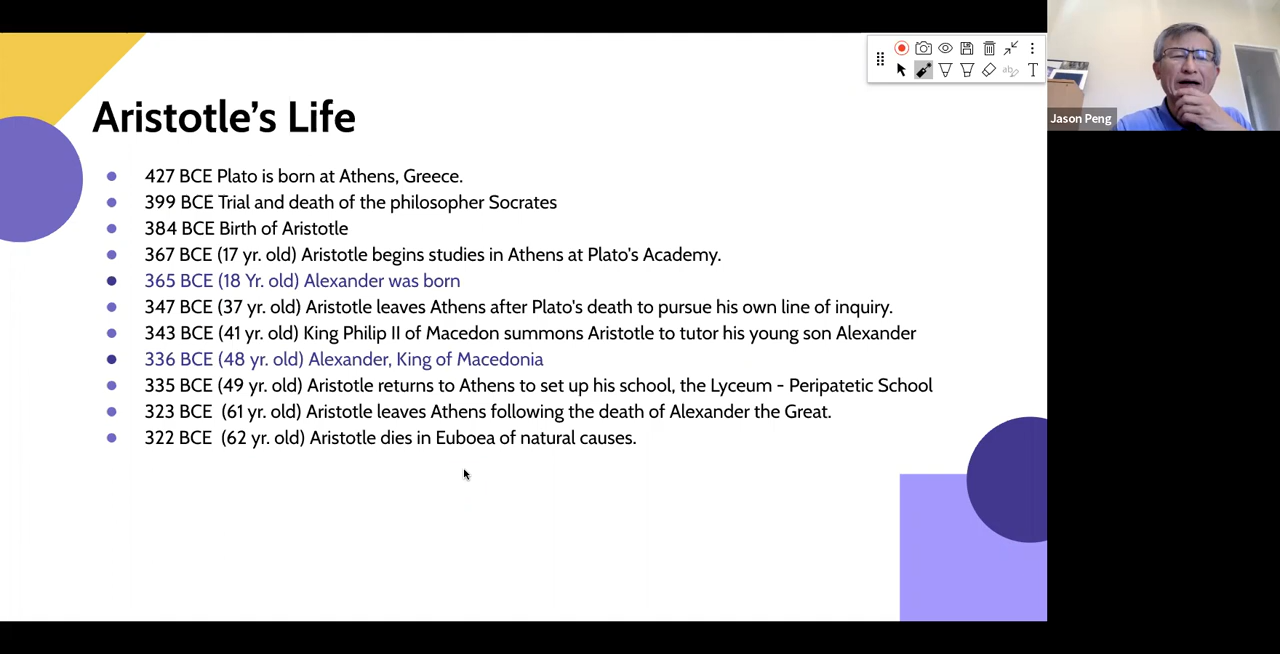 Aristotle's Life
427 BCE Plato is born at Athens, Greece.
399 BCE Trial and death of the philosopher Socrates
384 BCE Birth of Aristotle
367 BCE (17 yr. old) Aristotle begins studies in Athens at Plato's Academy.
365 BCE (18 Yr. old) Alexander was born
347 BCE (37 yr. old) Aristotle leaves Athens after Plato's death to pursue his own line of inquiry.
343 BCE (41 yr. old) King Philip II of Macedon summons Aristotle to tutor his young son Alexander
336 BCE (48 yr. old) Alexander, King of Macedonia
335 BCE (49 yr. old) Aristotle returns to Athens to set up his school, the Lyceum - Peripatetic School
323 BCE (61 yr. old) Aristotle leaves Athens following the death of Alexander the Great.
322 BCE (62 yr. old) Aristotle dies in Euboea of natural causes.
Jason Peng